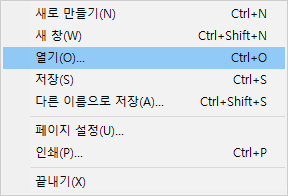 새로 만들기(N) Ctrl+N
새 창(W) Ctrl+Shift+N
열기(O)... Ctrl+O
저장(S) Ctrl+S
다른 이름으로 저장(A)... Ctrl+Shift+S
페이지 설정(U)...
인쇄(P)... Ctrl+P
끝내기(X)